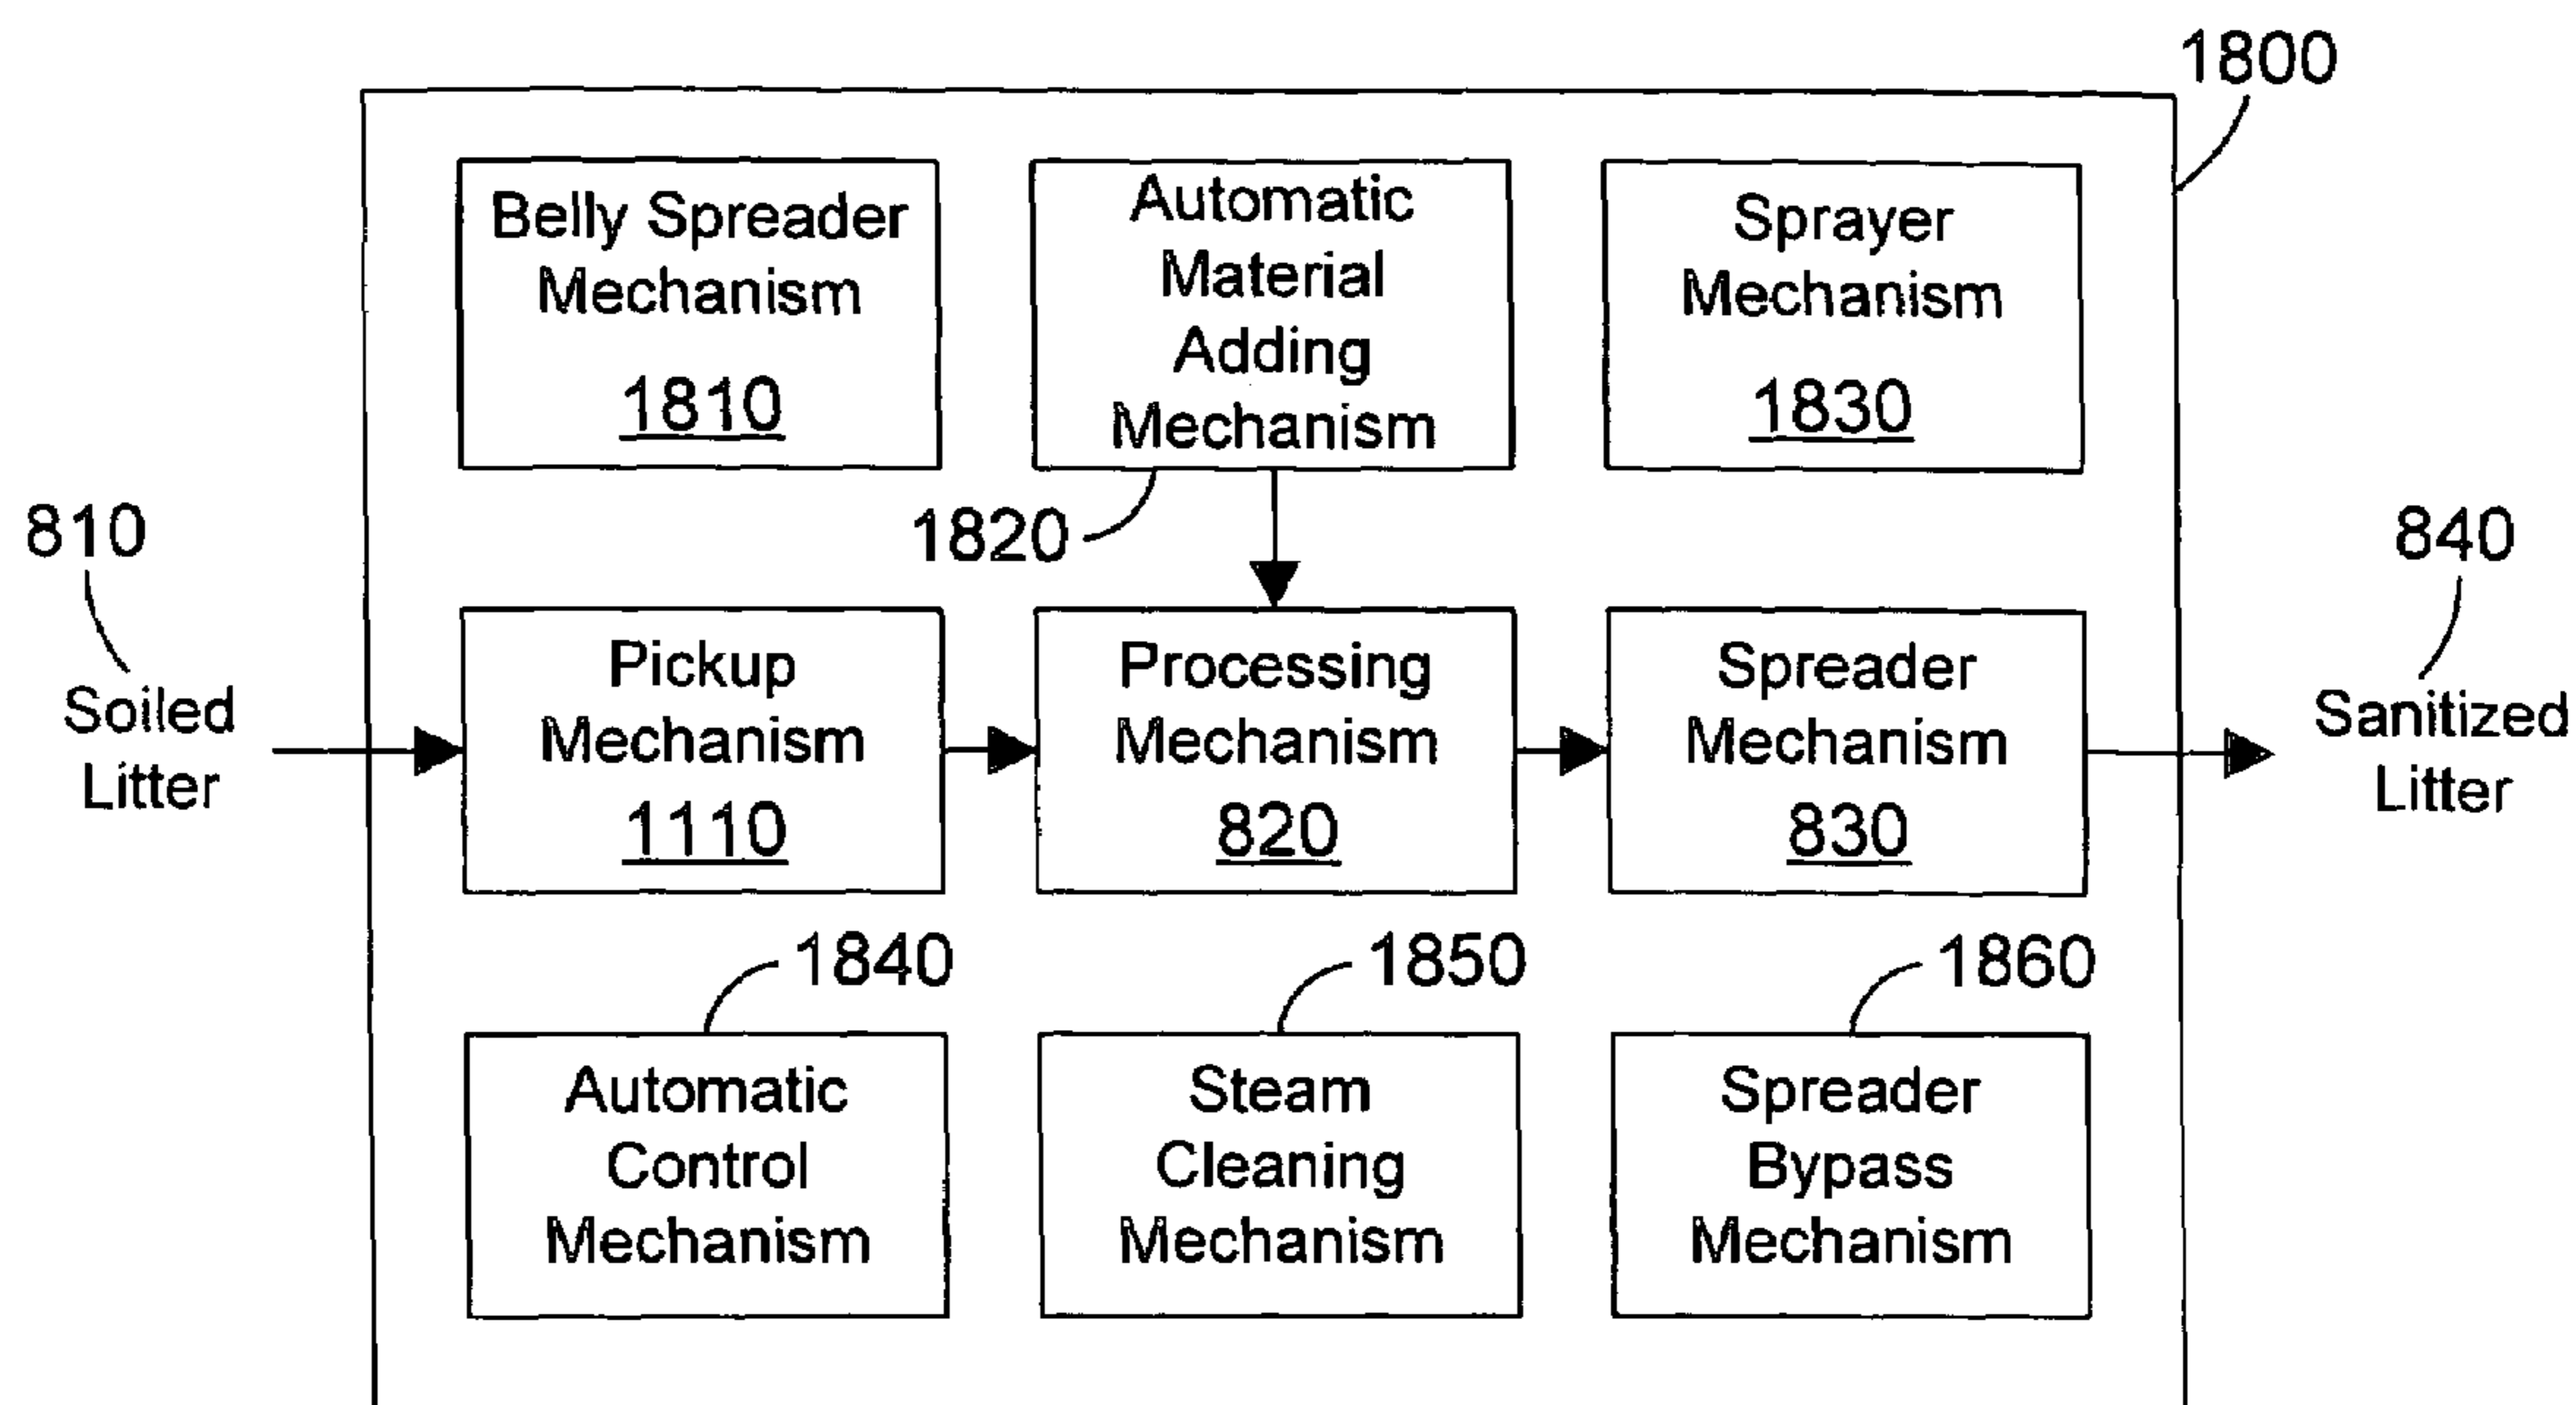 1800
Belly Spreader
Mechanism
1810
Automatic
Material
Adding
Mechanism
1820
Sprayer
Mechanism
1830
810
Soiled
Litter
Pickup
Mechanism
1110
Processing
Mechanism
820
Spreader
Mechanism
830
840
Sanitized
Litter
1840
Automatic
Control
Mechanism
1850
Steam
Cleaning
Mechanism
1860
Spreader
Bypass
Mechanism